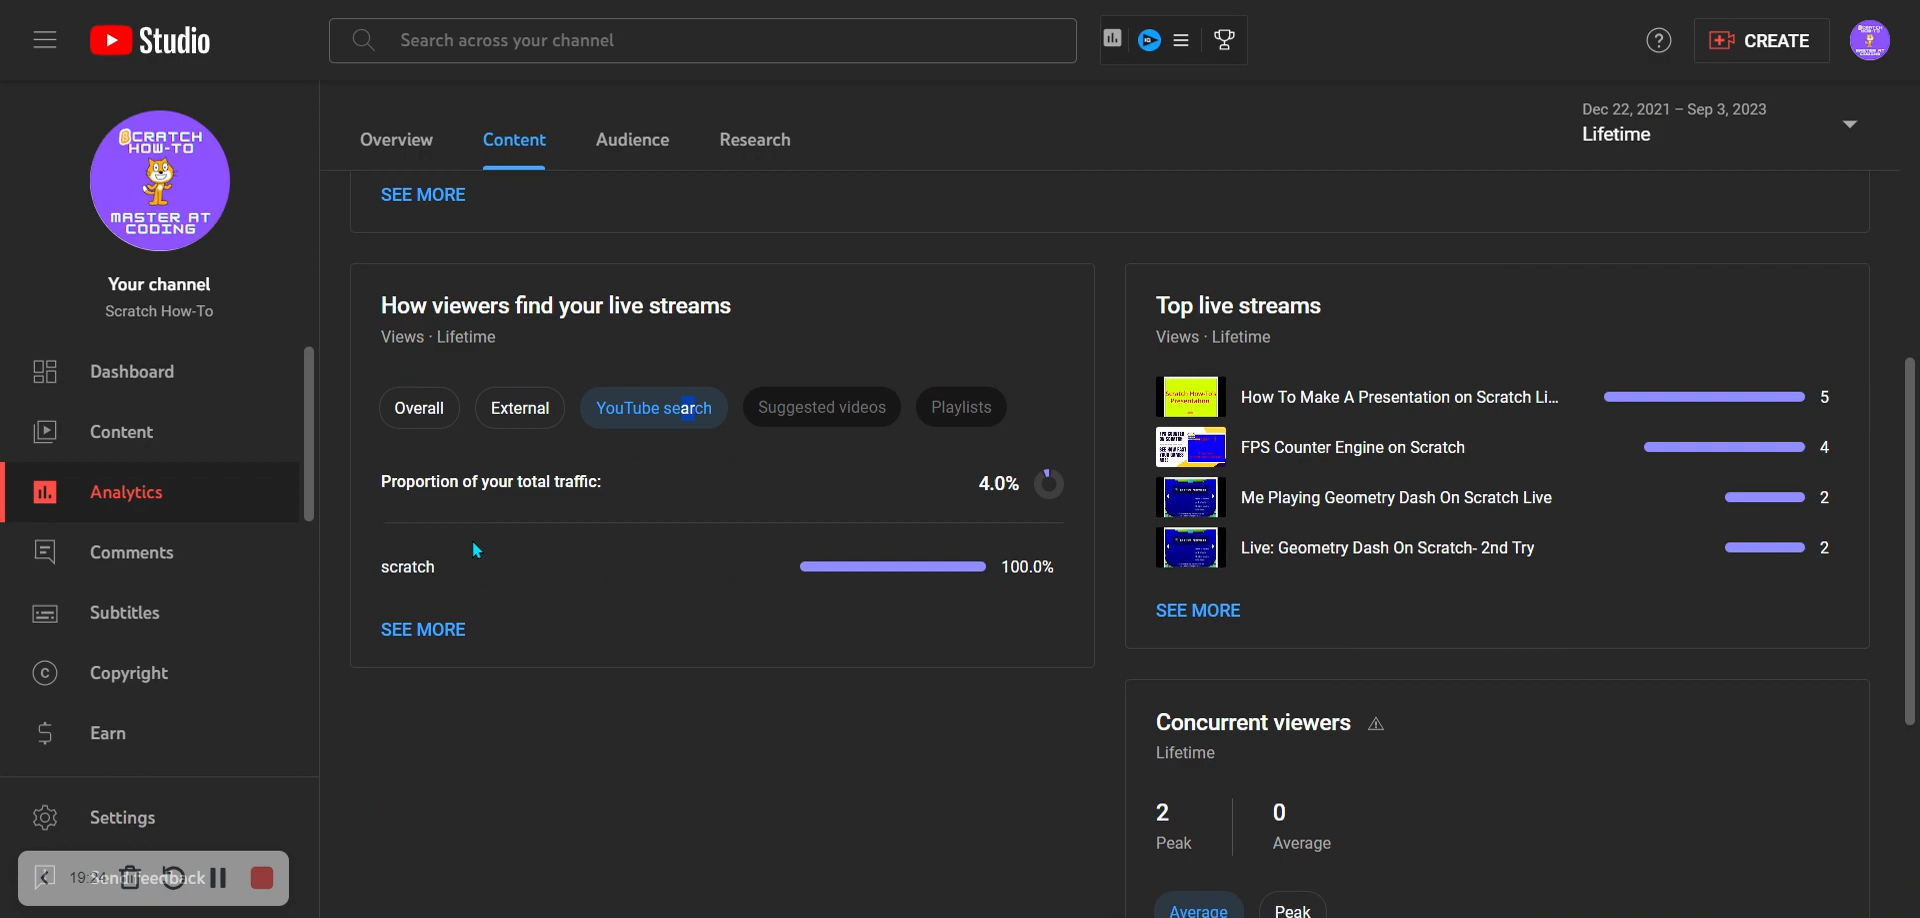 Studio
Search across your channel
CREATE
SCRATCH
HOW-TO
MASTER AT
CODING
Your channel
Scratch How-To
Dashboard
Content
Analytics
Comments
Subtitles
Copyright
Earn
Settings
Send feedback
Overview
Content
Audience
Research
Dec 22, 2021 – Sep 3, 2023
Lifetime
SEE MORE
How viewers find your live streams
Views · Lifetime
Overall
External
YouTube search
Suggested videos
Playlists
Proportion of your total traffic:
4.0%
scratch
100.0%
SEE MORE
Top live streams
Views · Lifetime
How To Make A Presentation on Scratch Li...
5
FPS Counter Engine on Scratch
4
Me Playing Geometry Dash On Scratch Live
2
Live: Geometry Dash On Scratch- 2nd Try
2
SEE MORE
Concurrent viewers
Lifetime
2
Peak
0
Average
Average
Peak